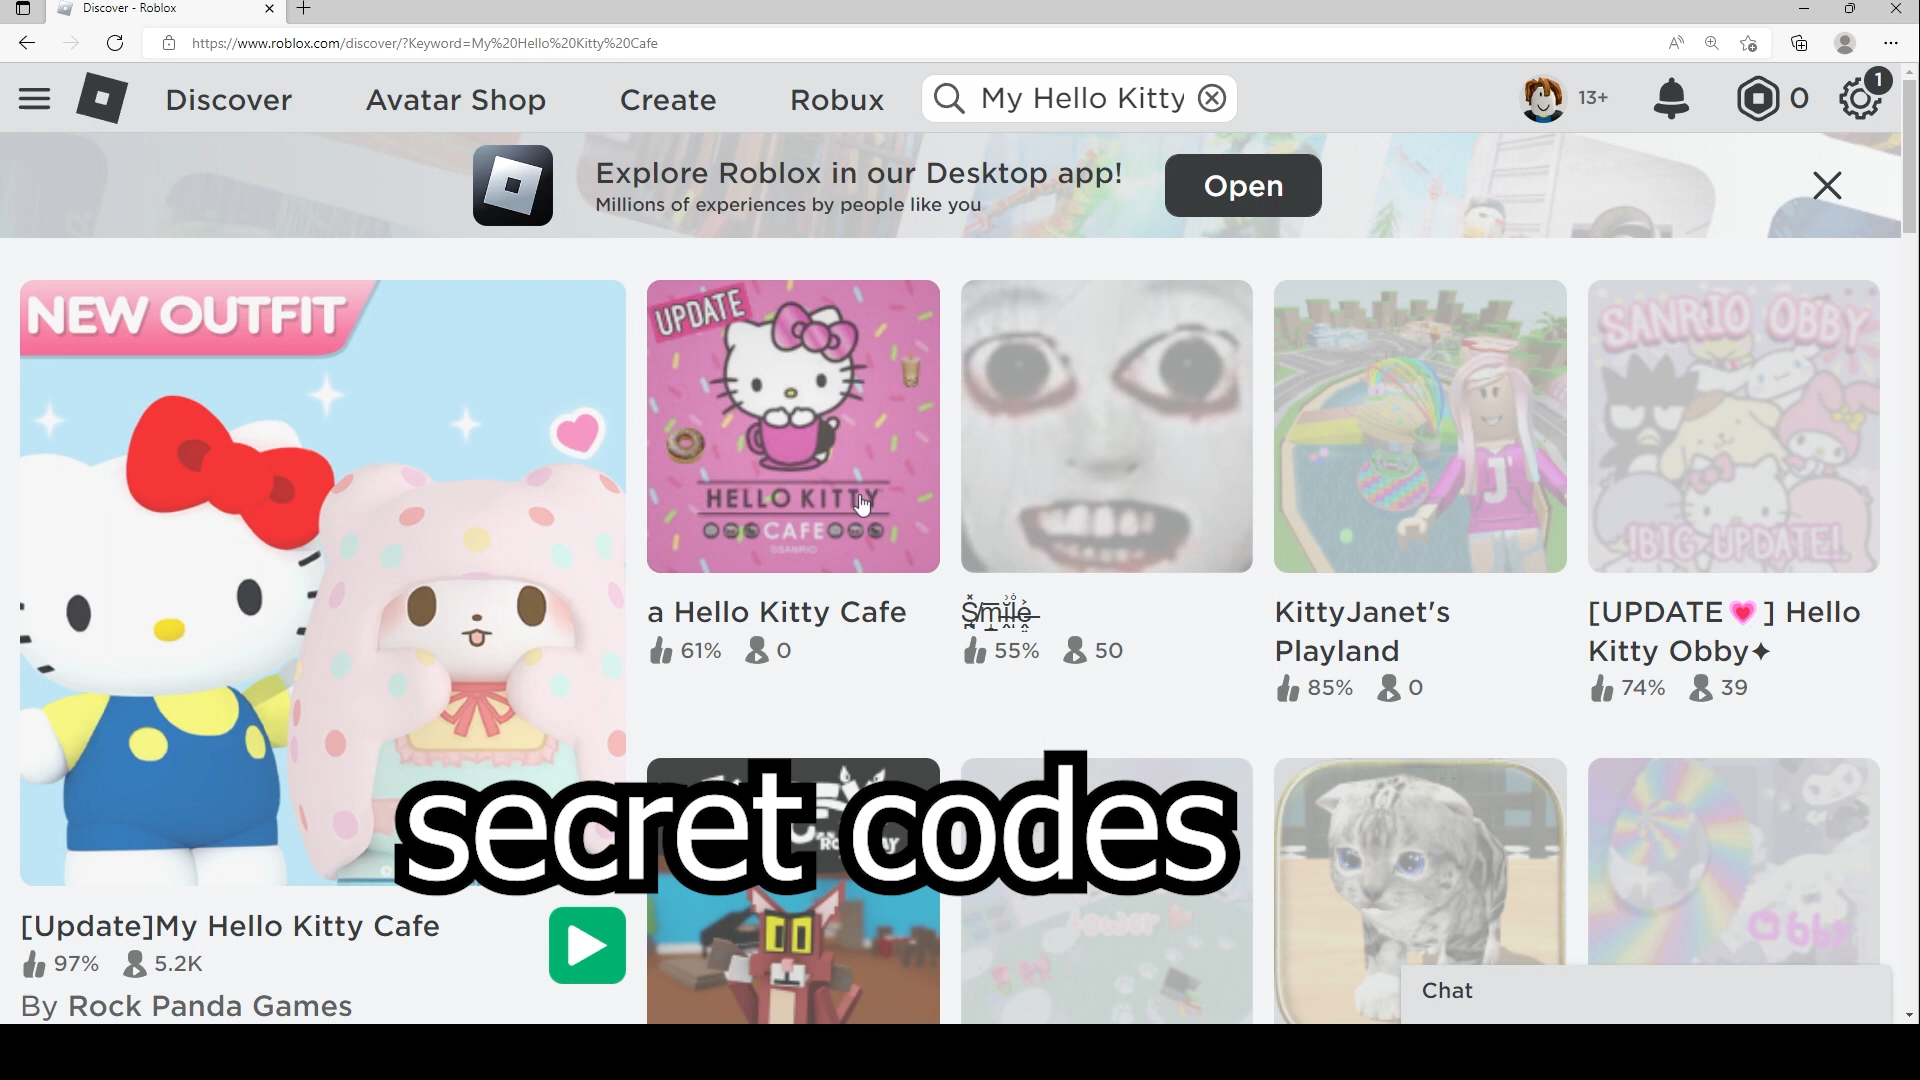 Discover - Roblox
https://www.roblox.com/discover/?Keyword=My%20Hello%20Kitty%20Cafe
Discover
Avatar Shop
Create
Robux
My Hello Kitty
13+
0
1
Explore Roblox in our Desktop app!
Millions of experiences by people like you
Open
NEW OUTFIT
UPDATE
HELLO KITTY
CAFE
©SANRIO
SANRIO OBBY
!BIG UPDATE!
J
a Hello Kitty Cafe
61% 0
55% 50
KittyJanet's
Playland
85% 0
[UPDATE💗] Hello
Kitty Obby✦
74% 39
secret codes
[Update]My Hello Kitty Cafe
97% 5.2K
By Rock Panda Games
Obby
Chat